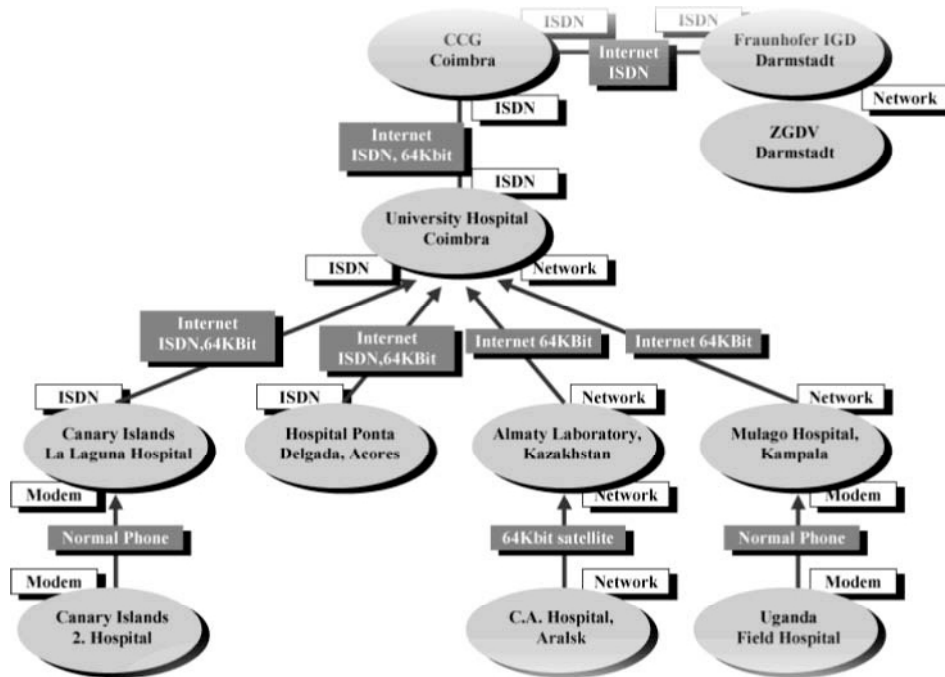 ISDN
ISDN
CCG
Coimbra
Internet
ISDN
Fraunhofer IGD
Darmstadt
Network
ISDN
ZGDV
Darmstadt
Internet
ISDN, 64Kbit
ISDN
University Hospital
Coimbra
ISDN
Network
Internet
ISDN,64KBit
Internet
ISDN,64KBit
Internet 64KBit
Internet 64KBit
ISDN
ISDN
Network
Network
Canary Islands
La Laguna Hospital
Hospital Ponta
Delgada, Acores
Almaty Laboratory,
Kazakhstan
Mulago Hospital,
Kampala
Modem
Network
Modem
Normal Phone
64Kbit satellite
Normal Phone
Modem
Network
Modem
Canary Islands
2. Hospital
C.A. Hospital,
Aralsk
Uganda
Field Hospital